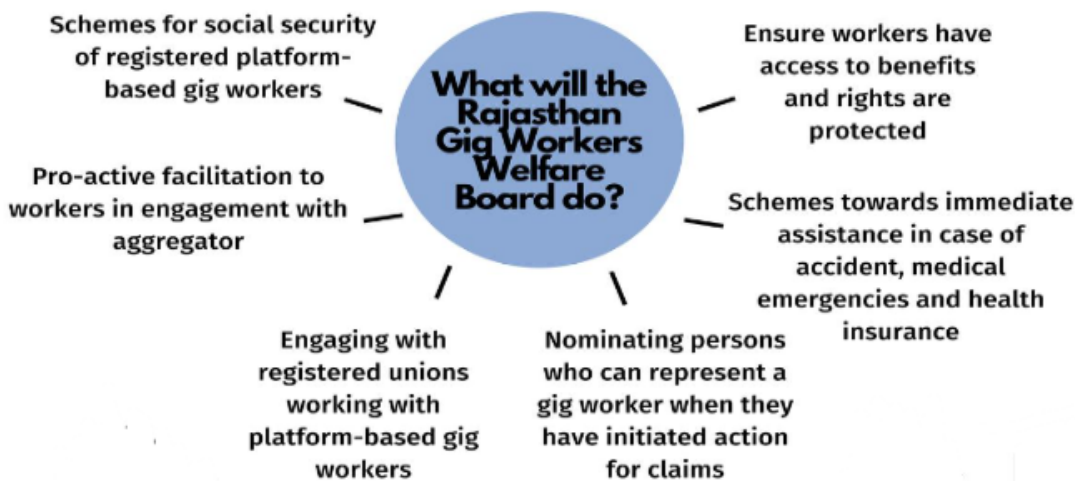 Schemes for social security
of registered platform-
based gig workers
What will the
Rajasthan
Gig Workers
Welfare
Board do?
Ensure workers have
access to benefits
and rights are
protected
Pro-active facilitation to
workers in engagement with
aggregator
Schemes towards immediate
assistance in case of
accident, medical
emergencies and health
insurance
Engaging with
registered unions
working with
platform-based gig
workers
Nominating persons
who can represent a
gig worker when they
have initiated action
for claims